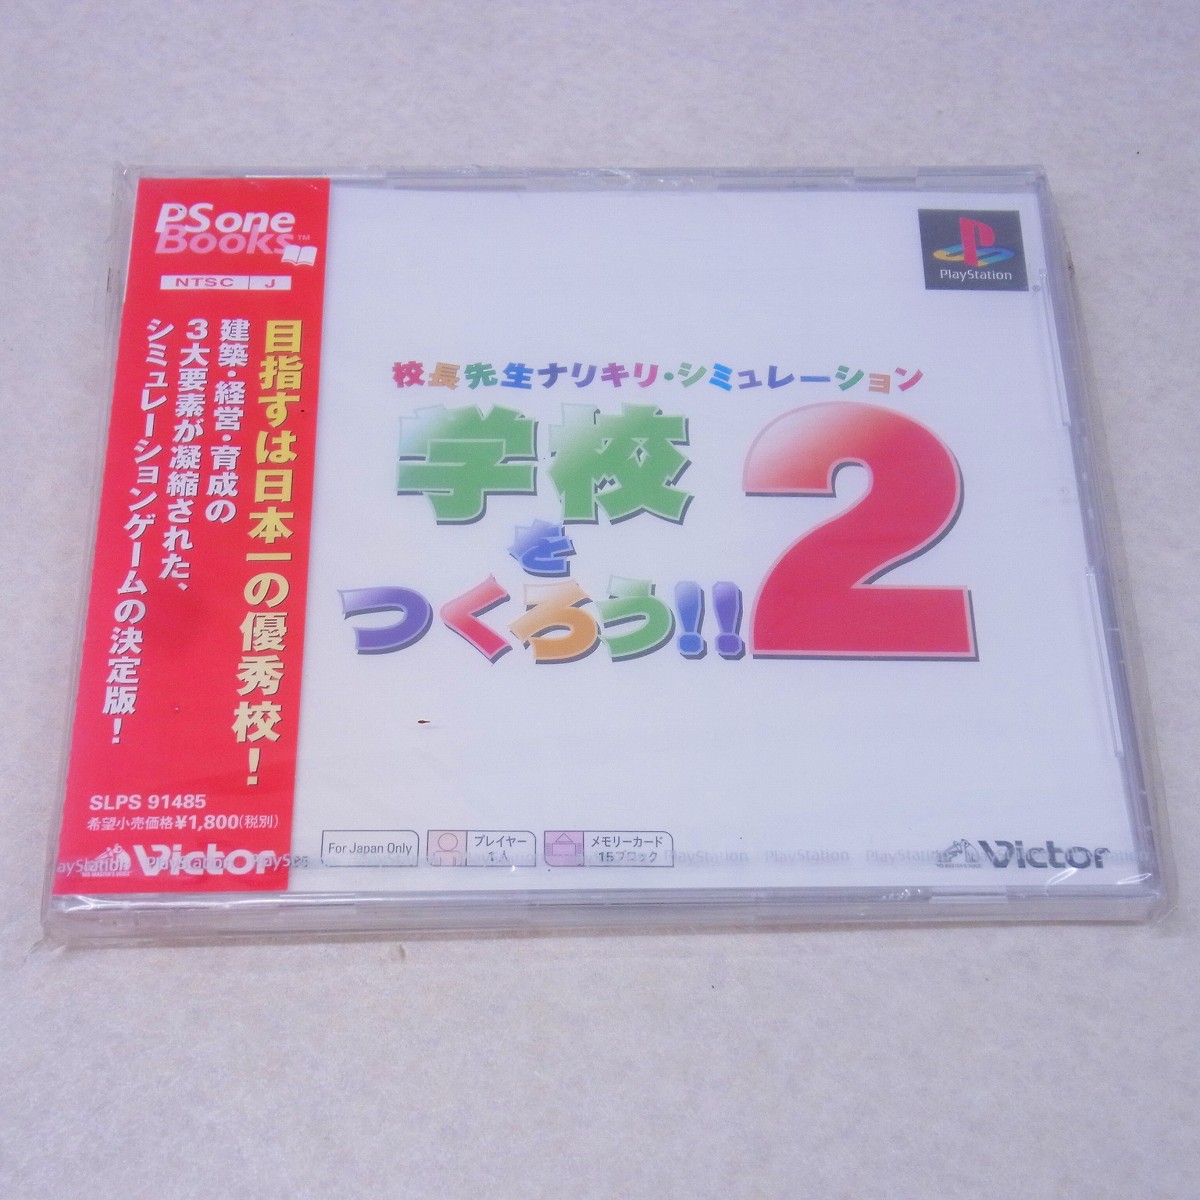 PS one
Books™
NTSC J
目指すは日本一の優秀校！
建築・経営・育成の
3大要素が凝縮された、
シミュレーションゲームの決定版！
SLPS 91485
希望小売価格￥1,800(税別)
Victor
PlayStation
校長先生ナリキリ・シミュレーション
学校
を
つくろう!!
2
For Japan Only
プレイヤー
1人
メモリーカード
15ブロック
PlayStation PlayStation PlayStation
Victor